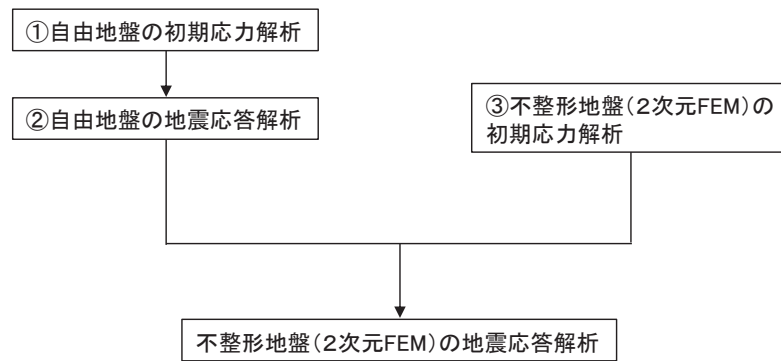 ①自由地盤の初期応力解析
②自由地盤の地震応答解析
③不整形地盤(2次元FEM)の
初期応力解析
不整形地盤(2次元FEM)の地震応答解析